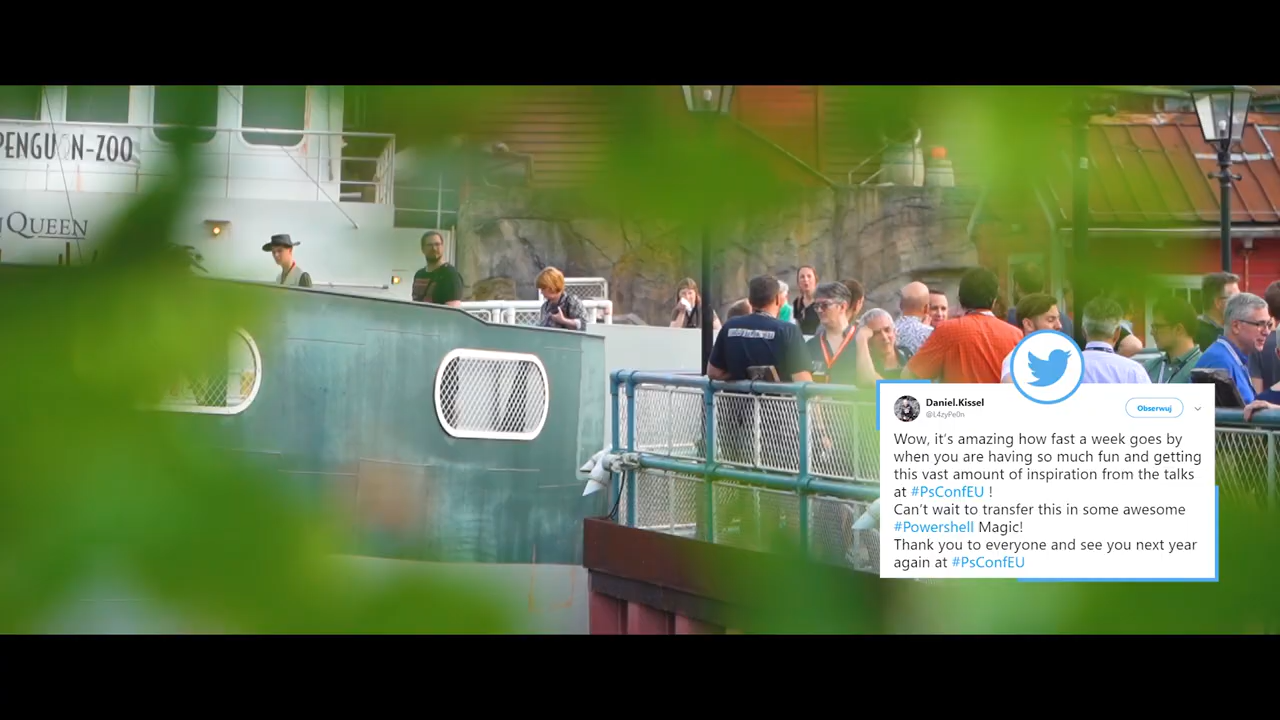 PENGUON-ZOO
QUEEN
Daniel.Kissel
@L4zyPe0n
Obserwuj
Wow, it's amazing how fast a week goes by
when you are having so much fun and getting
this vast amount of inspiration from the talks
at #PsConfEU !
Can't wait to transfer this in some awesome
#Powershell Magic!
Thank you to everyone and see you next year
again at #PsConfEU